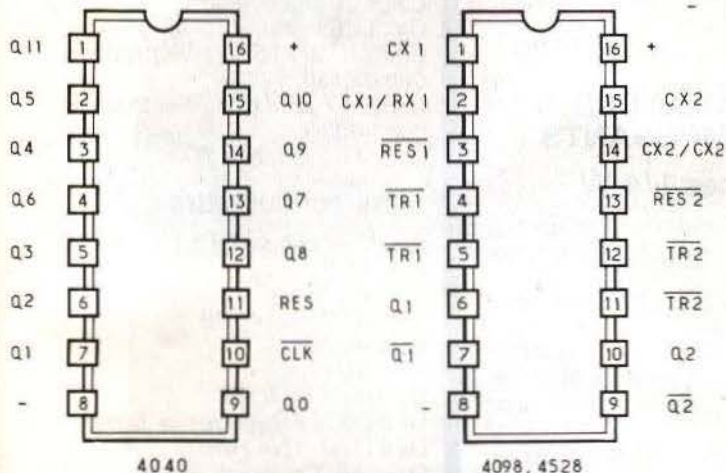 Q11 1 16 + CX1 1 16 +
Q5 2 15 Q10 CX1/RX1 2 15 CX2
Q4 3 14 Q9 RES1 3 14 CX2/CX2
Q6 4 13 Q7 TR1 4 13 RES2
Q3 5 12 Q8 TR1 5 12 TR2
Q2 6 11 RES Q1 6 11 TR2
Q1 7 10 CLK Q1 7 10 Q2
- 8 9 Q0 - 8 9 Q2
4040 4098, 4528